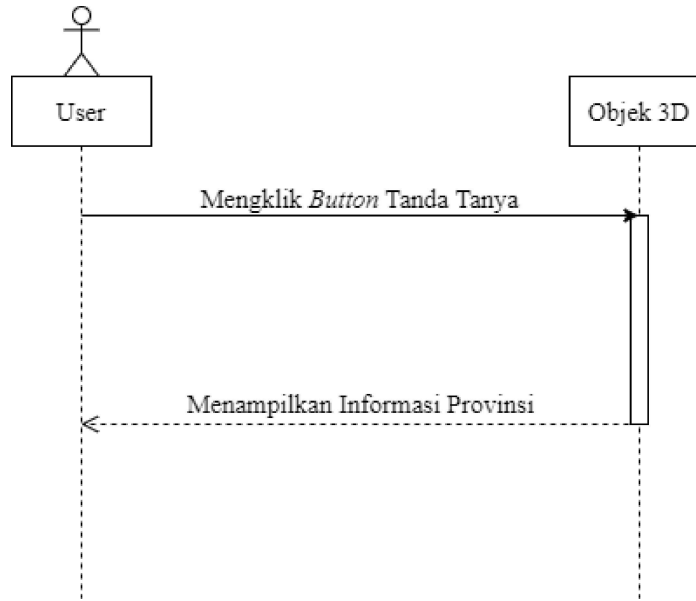 User
Objek 3D
Mengklik Button Tanda Tanya
Menampilkan Informasi Provinsi